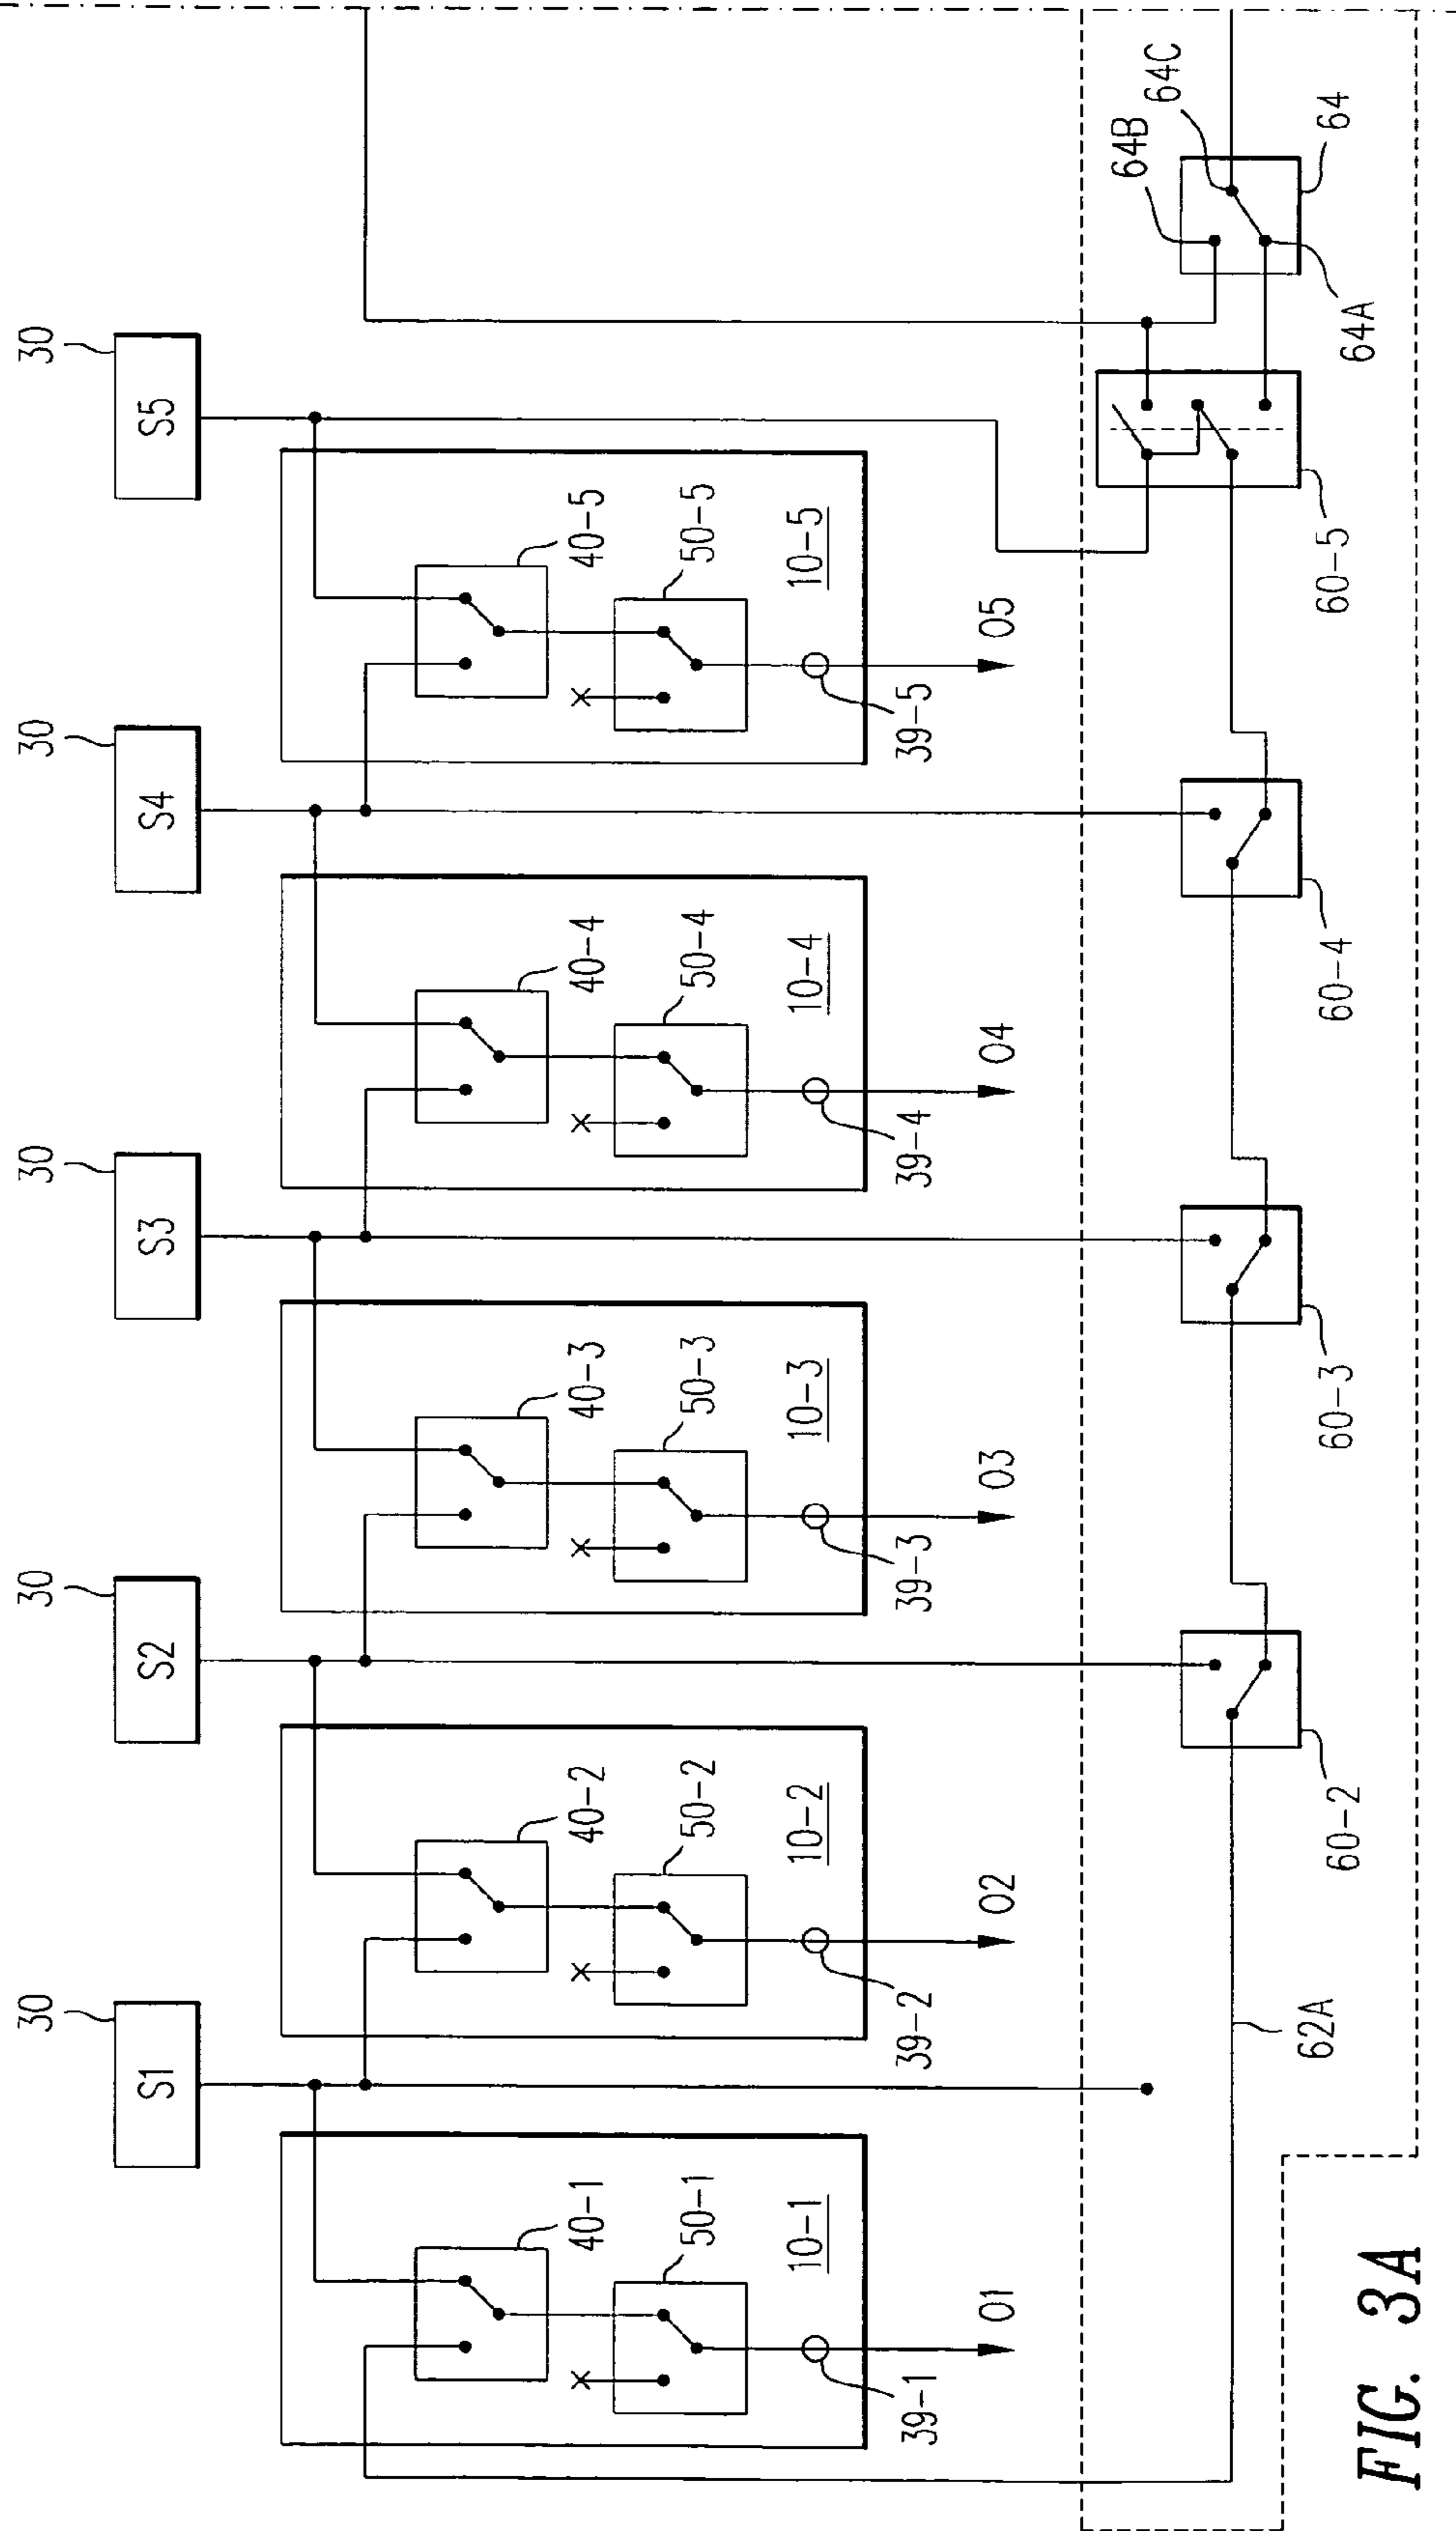 30 30 30 30 30
S1 S2 S3 S4 S5
40-1 40-2 40-3 40-4 40-5
50-1 50-2 50-3 50-4 50-5
10-1 10-2 10-3 10-4 10-5
39-1 39-2 39-3 39-4 39-5
O1 O2 O3 O4 O5
64B 64C
62A 60-2 60-3 60-4 60-5 64A 64
FIG. 3A